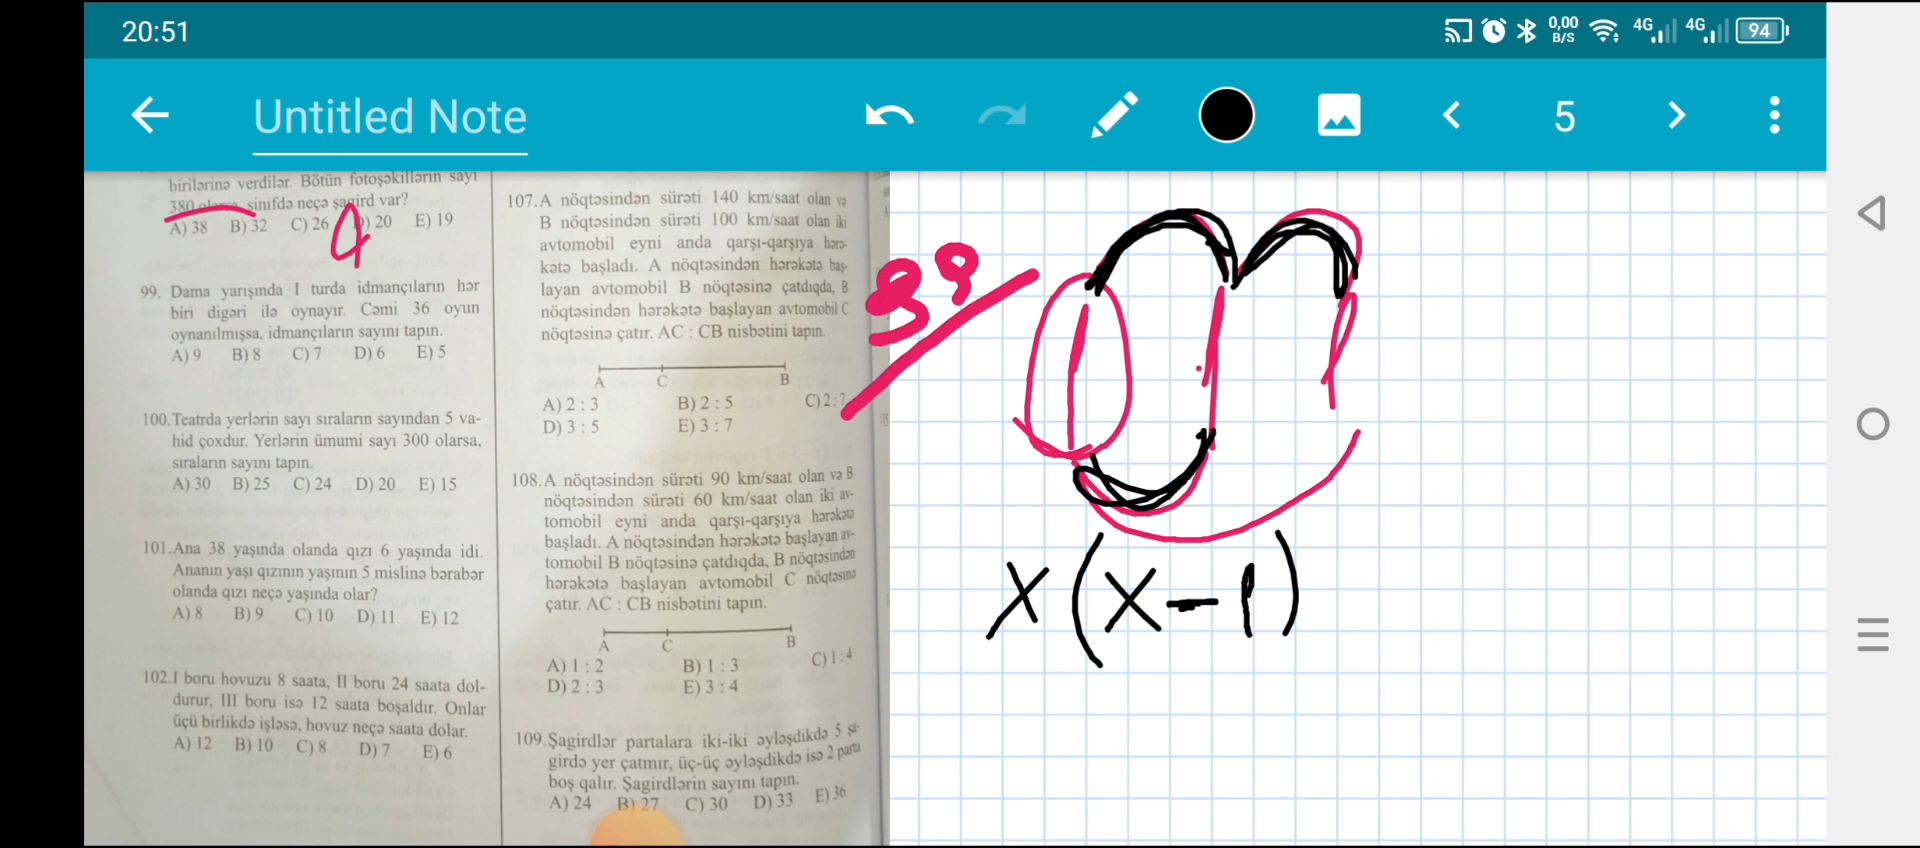 20:51
0,00
B/S
4G
4G
94
Untitled Note
5
birilərinə verdilər. Bütün fotoşəkillərin sayı
380 olarsa, sinifdə neçə şagird var?
A) 38 B) 32 C) 26 D) 20 E) 19
99. Dama yarışında I turda idmançıların hər
biri digəri ilə oynayır. Cəmi 36 oyun
oynanılmışsa, idmançıların sayını tapın.
A) 9 B) 8 C) 7 D) 6 E) 5
100. Teatrda yerlərin sayı sıraların sayından 5 va-
hid çoxdur. Yerlərin ümumi sayı 300 olarsa,
sıraların sayını tapın.
A) 30 B) 25 C) 24 D) 20 E) 15
101. Ana 38 yaşında olanda qızı 6 yaşında idi.
Ananın yaşı qızının yaşının 5 mislinə bərabər
olanda qızı neçə yaşında olar?
A) 8 B) 9 C) 10 D) 11 E) 12
102. I boru hovuzu 8 saata, II boru 24 saata dol-
durur, III boru isə 12 saata boşaldır. Onlar
üçü birlikdə işləsə, hovuz neçə saata dolar.
A) 12 B) 10 C) 8 D) 7 E) 6
107. A nöqtəsindən sürəti 140 km/saat olan və
B nöqtəsindən sürəti 100 km/saat olan iki
avtomobil eyni anda qarşı-qarşıya hərə-
kətə başladı. A nöqtəsindən hərəkətə baş-
layan avtomobil B nöqtəsinə çatdıqda, B
nöqtəsindən hərəkətə başlayan avtomobil C
nöqtəsinə çatır. AC : CB nisbətini tapın.
A C B
A) 2 : 3 B) 2 : 5 C) 2 : 7
D) 3 : 5 E) 3 : 7
108. A nöqtəsindən sürəti 90 km/saat olan və B
nöqtəsindən sürəti 60 km/saat olan iki av-
tomobil eyni anda qarşı-qarşıya hərəkətə
başladı. A nöqtəsindən hərəkətə başlayan av-
tomobil B nöqtəsinə çatdıqda, B nöqtəsindən
hərəkətə başlayan avtomobil C nöqtəsinə
çatır. AC : CB nisbətini tapın.
A C B
A) 1 : 2 B) 1 : 3 C) 1 : 4
D) 2 : 3 E) 3 : 4
109. Şagirdlər partalara iki-iki əyləşdikdə 5 şa-
girdə yer çatmır, üç-üç əyləşdikdə isə 2 parta
boş qalır. Şagirdlərin sayını tapın.
A) 24 B) 27 C) 30 D) 33 E) 36
x(x-1)